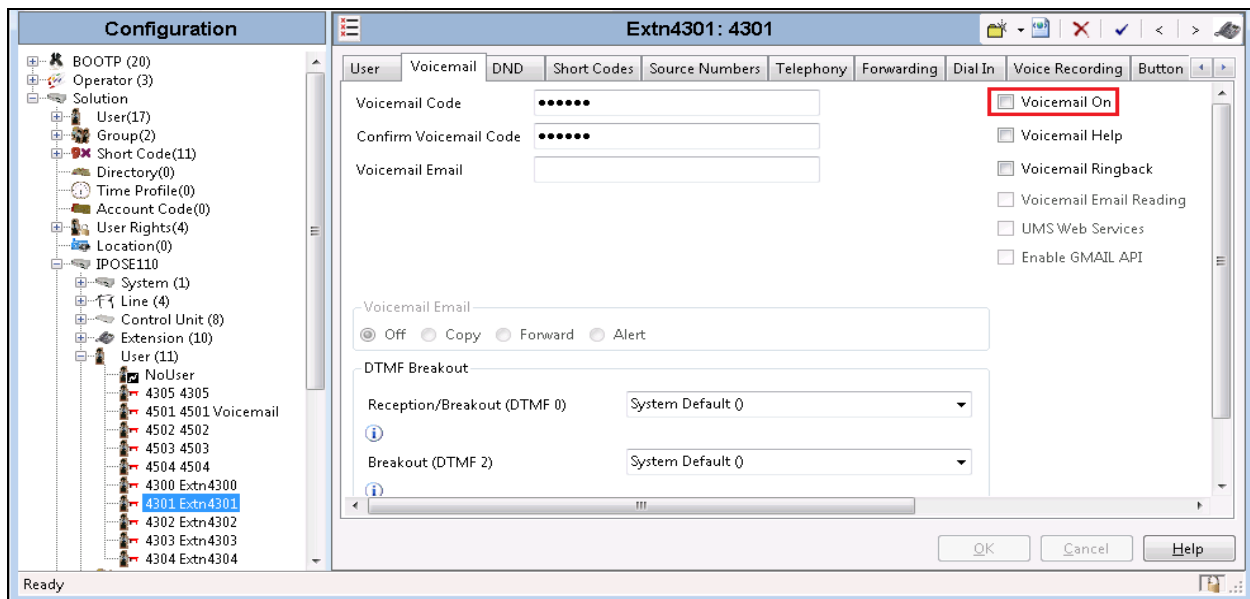 Configuration
BOOTP (20)
Operator (3)
Solution
User(17)
Group(2)
Short Code(11)
Directory(0)
Time Profile(0)
Account Code(0)
User Rights(4)
Location(0)
IPOSE110
System (1)
Line (4)
Control Unit (8)
Extension (10)
User (11)
NoUser
4305 4305
4501 4501 Voicemail
4502 4502
4503 4503
4504 4504
4300 Extn4300
4301 Extn4301
4302 Extn4302
4303 Extn4303
4304 Extn4304
Extn4301: 4301
User Voicemail DND Short Codes Source Numbers Telephony Forwarding Dial In Voice Recording Button
Voicemail Code ●●●●●● Voicemail On
Confirm Voicemail Code ●●●●●● Voicemail Help
Voicemail Email Voicemail Ringback
Voicemail Email Reading
UMS Web Services
Enable GMAIL API
Voicemail Email
Off Copy Forward Alert
DTMF Breakout
Reception/Breakout (DTMF 0) System Default ()
Breakout (DTMF 2) System Default ()
OK Cancel Help
Ready